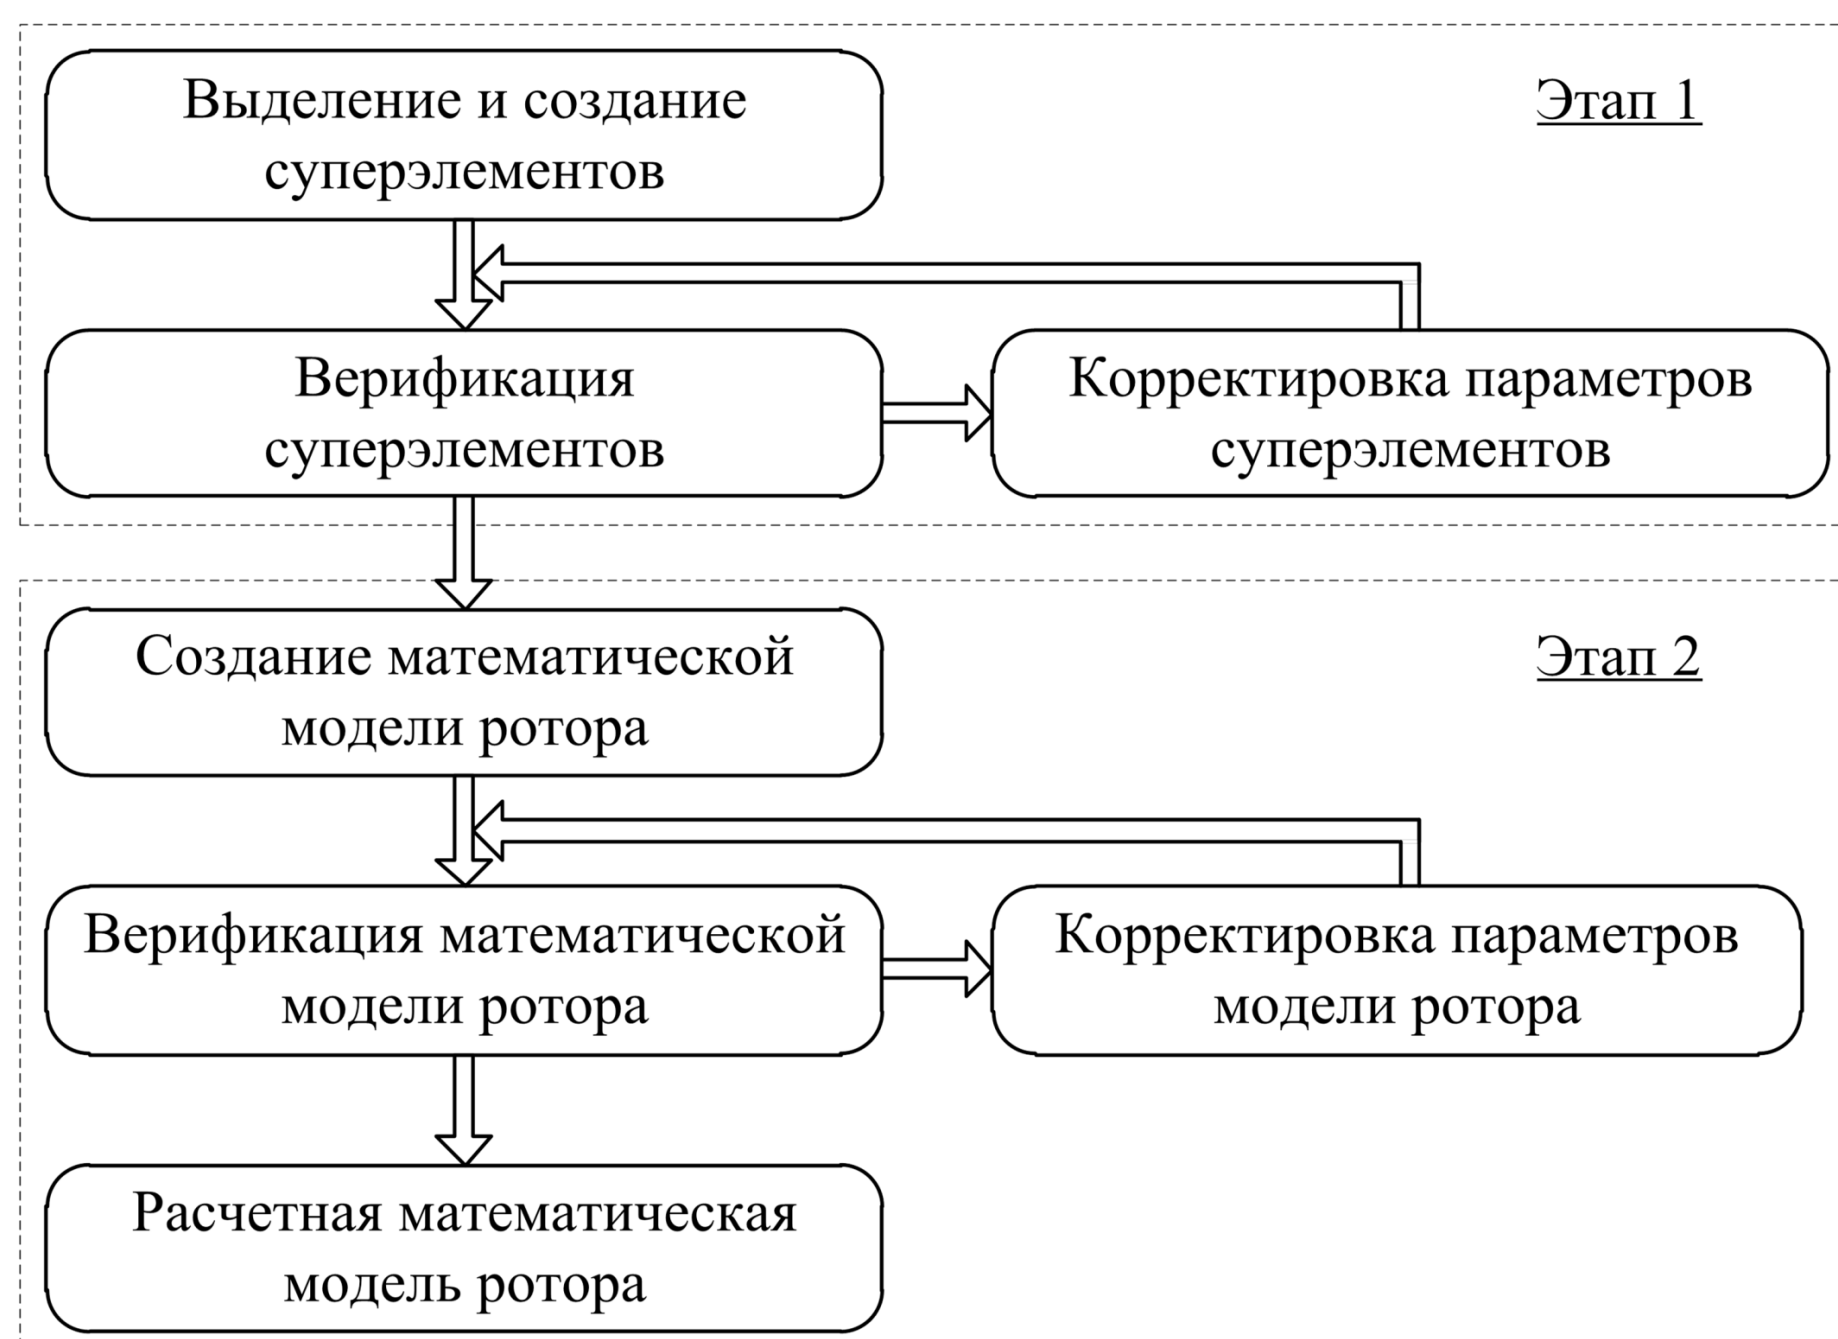 Этап 1
Выделение и создание
суперэлементов
Верификация
суперэлементов
Корректировка параметров
суперэлементов
Этап 2
Создание математической
модели ротора
Верификация математической
модели ротора
Корректировка параметров
модели ротора
Расчетная математическая
модель ротора